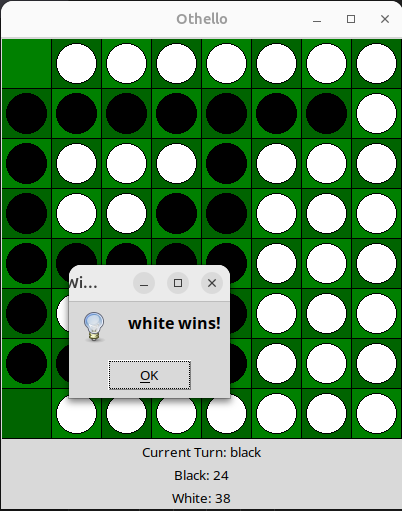 Othello
Wi...
white wins!
OK
Current Turn: black
Black: 24
White: 38